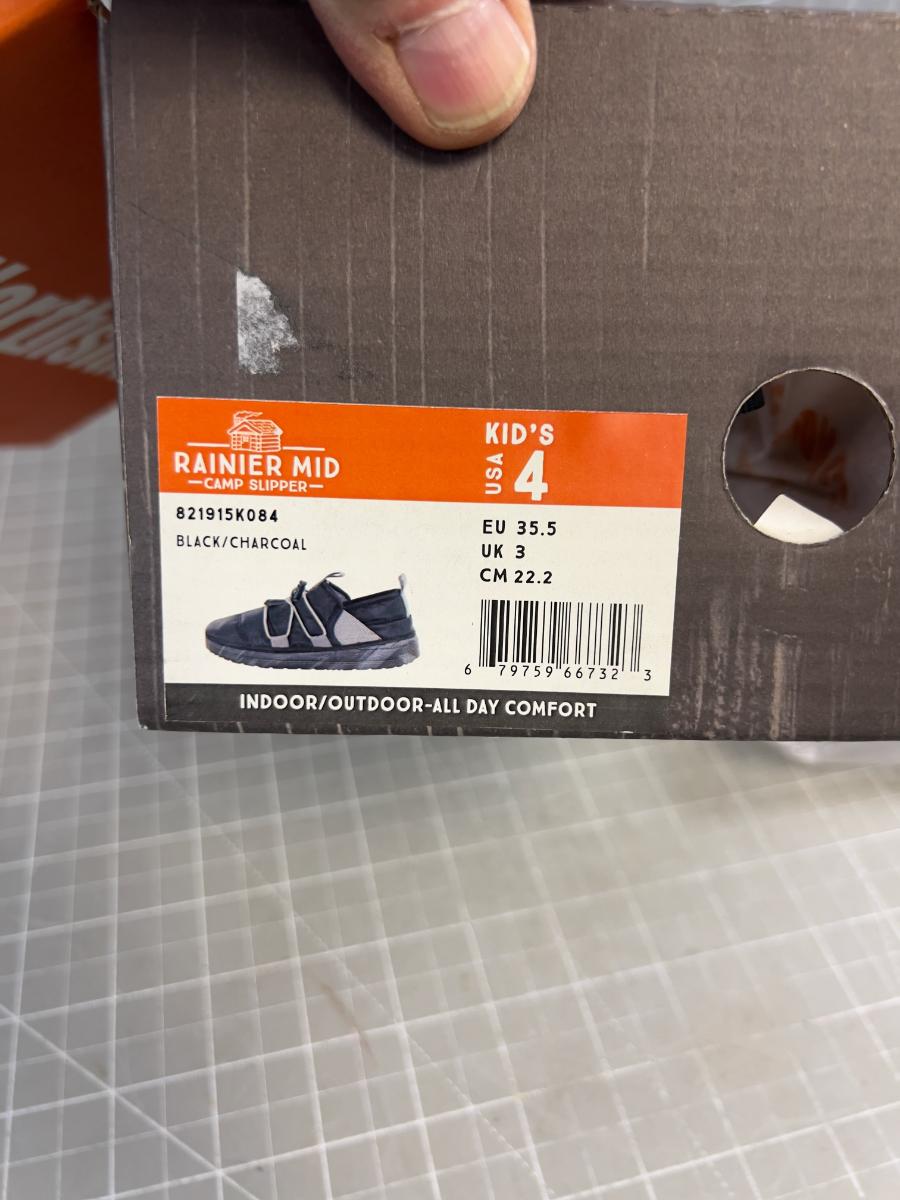 RAINIER MID
CAMP SLIPPER
821915K084
BLACK/CHARCOAL
KID'S
USA 4
EU 35.5
UK 3
CM 22.2
6 79759 66732 3
INDOOR/OUTDOOR-ALL DAY COMFORT